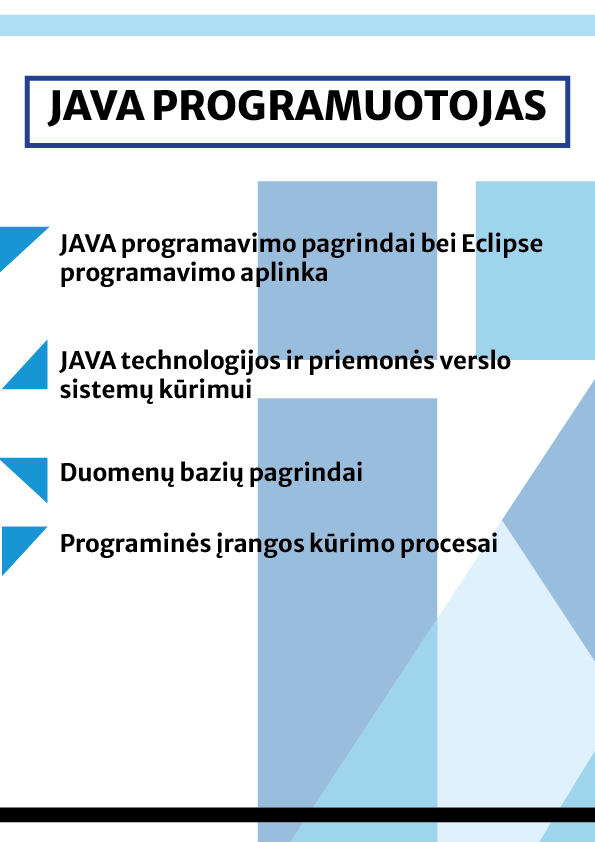 JAVA PROGRAMUOTOJAS
JAVA programavimo pagrindai bei Eclipse
programavimo aplinka
JAVA technologijos ir priemonės verslo
sistemų kūrimui
Duomenų bazių pagrindai
Programinės įrangos kūrimo procesai